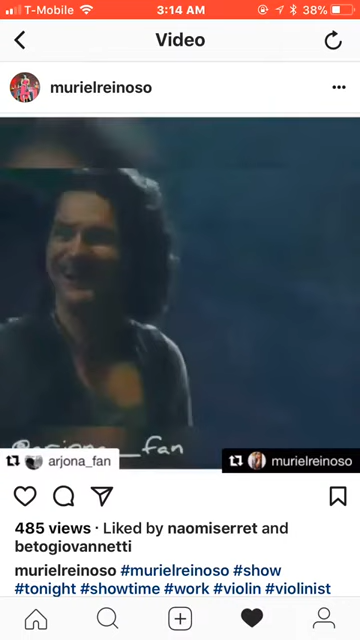 T-Mobile 3:14 AM 38%
Video
murielreinoso
@arjona__fan
arjona_fan murielreinoso
485 views · Liked by naomiserret and
betogiovannetti
murielreinoso #murielreinoso #show
#tonight #showtime #work #violin #violinist